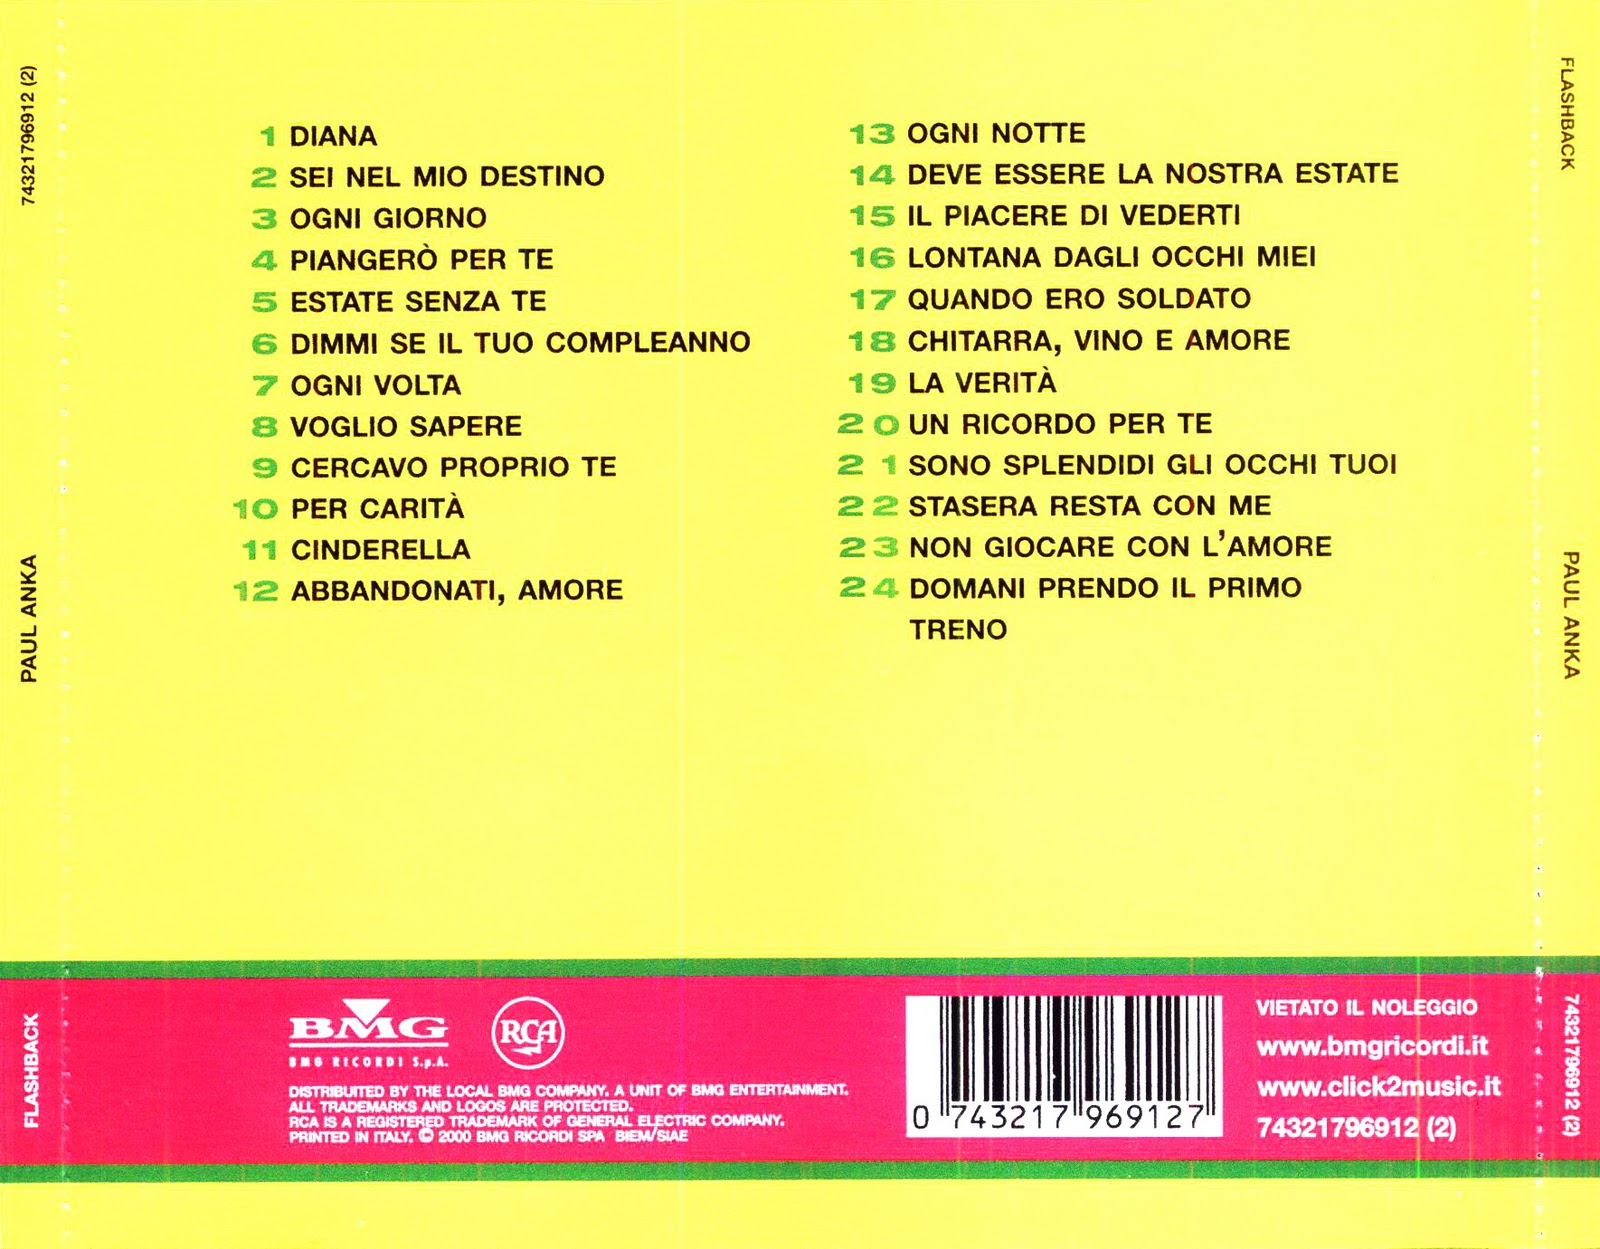 74321796912 (2)
PAUL ANKA
FLASHBACK
1 DIANA
2 SEI NEL MIO DESTINO
3 OGNI GIORNO
4 PIANGERÒ PER TE
5 ESTATE SENZA TE
6 DIMMI SE IL TUO COMPLEANNO
7 OGNI VOLTA
8 VOGLIO SAPERE
9 CERCAVO PROPRIO TE
10 PER CARITÀ
11 CINDERELLA
12 ABBANDONATI, AMORE
13 OGNI NOTTE
14 DEVE ESSERE LA NOSTRA ESTATE
15 IL PIACERE DI VEDERTI
16 LONTANA DAGLI OCCHI MIEI
17 QUANDO ERO SOLDATO
18 CHITARRA, VINO E AMORE
19 LA VERITÀ
20 UN RICORDO PER TE
21 SONO SPLENDIDI GLI OCCHI TUOI
22 STASERA RESTA CON ME
23 NON GIOCARE CON L'AMORE
24 DOMANI PRENDO IL PRIMO
TRENO
BMG
BMG RICORDI S.p.A.
RCA
DISTRIBUITED BY THE LOCAL BMG COMPANY. A UNIT OF BMG ENTERTAINMENT.
ALL TRADEMARKS AND LOGOS ARE PROTECTED.
RCA IS A REGISTERED TRADEMARK OF GENERAL ELECTRIC COMPANY.
PRINTED IN ITALY. © 2000 BMG RICORDI SPA BIEM/SIAE
0 743217 969127
VIETATO IL NOLEGGIO
www.bmgricordi.it
www.click2music.it
74321796912 (2)
FLASHBACK
PAUL ANKA
74321796912 (2)